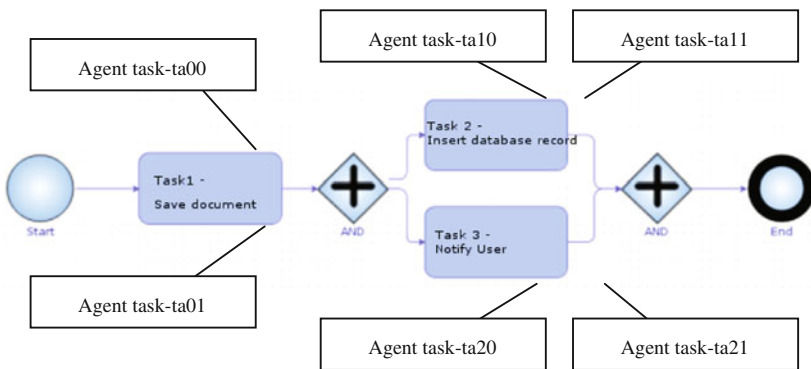 Agent task-ta00
Agent task-ta10
Agent task-ta11
Task1 -
Save document
Task 2 -
Insert database record
Task 3 -
Notify User
Start
AND
AND
End
Agent task-ta01
Agent task-ta20
Agent task-ta21